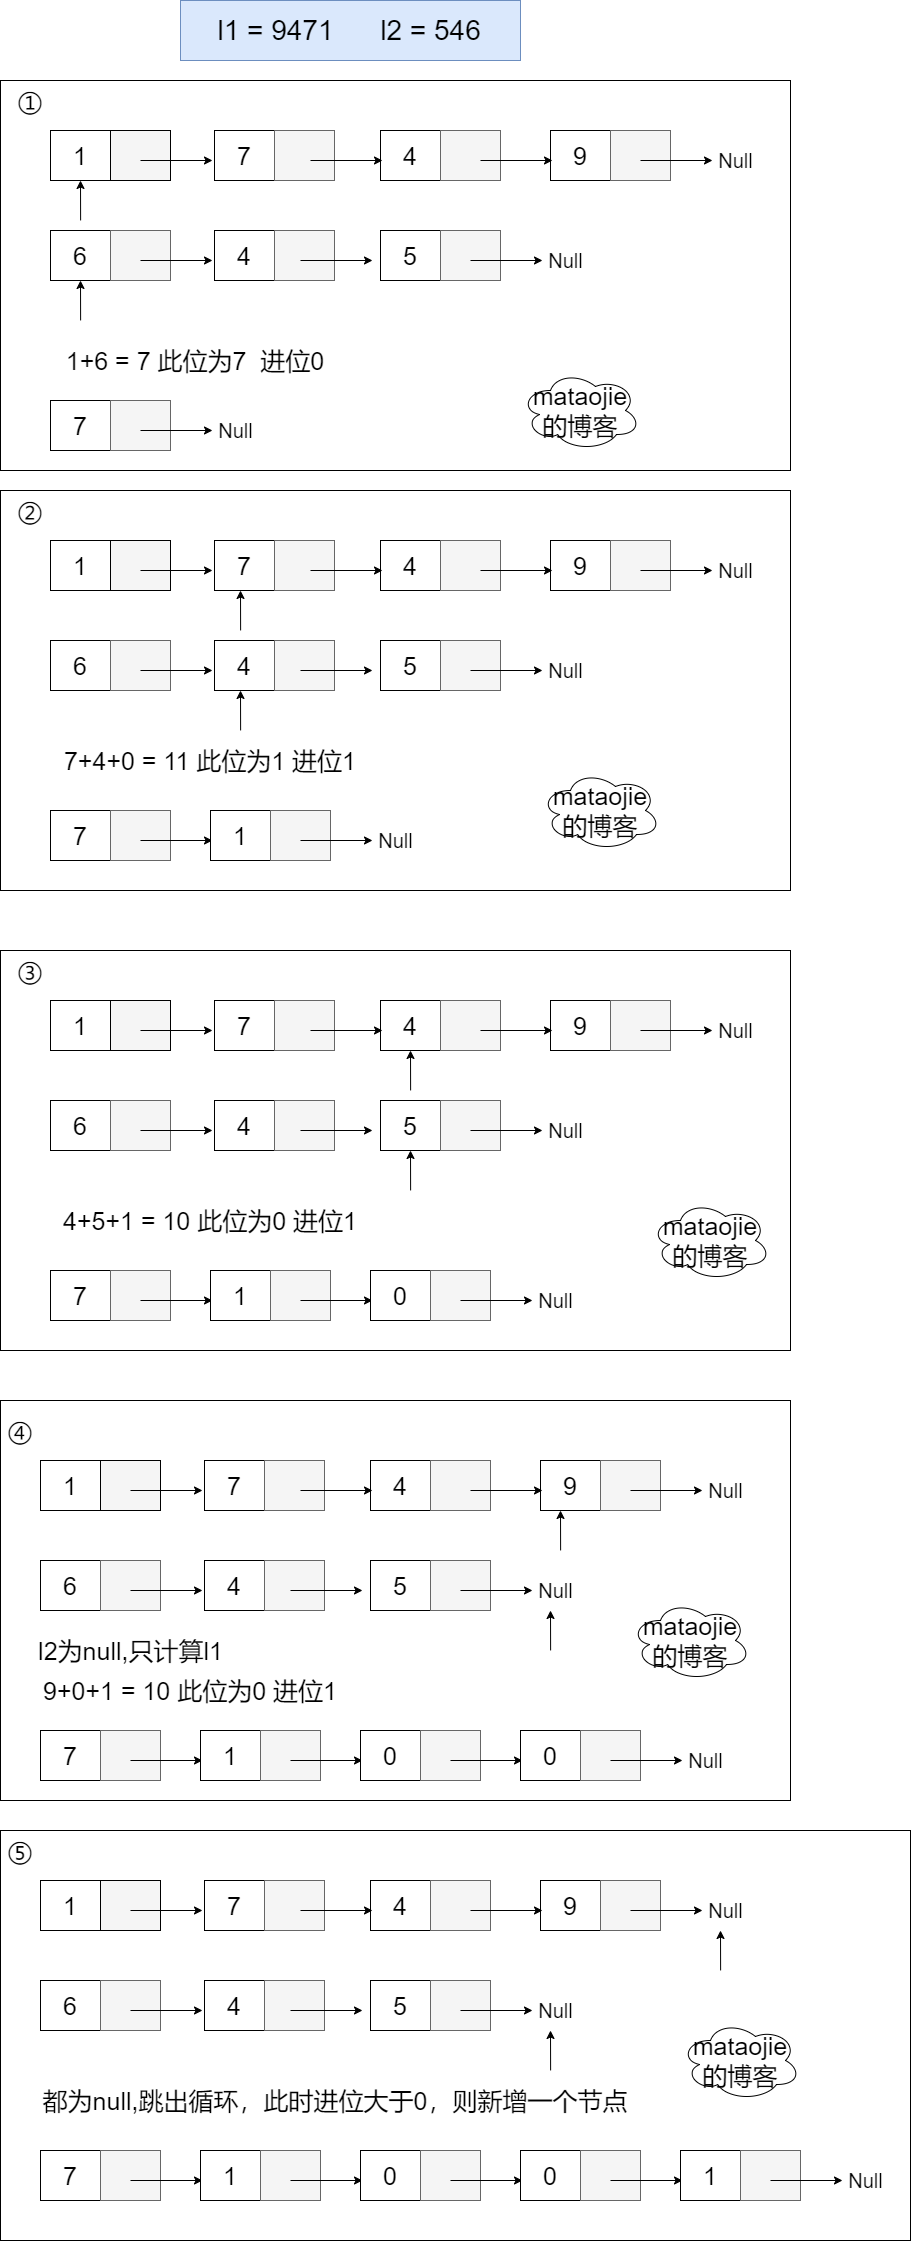 l1 = 9471 l2 = 546
①
1 7 4 9 Null
6 4 5 Null
1+6 = 7 此位为7 进位0
mataojie
的博客
7 Null
②
1 7 4 9 Null
6 4 5 Null
7+4+0 = 11 此位为1 进位1
mataojie
的博客
7 1 Null
③
1 7 4 9 Null
6 4 5 Null
4+5+1 = 10 此位为0 进位1
mataojie
的博客
7 1 0 Null
④
1 7 4 9 Null
6 4 5 Null
mataojie
的博客
l2为null,只计算l1
9+0+1 = 10 此位为0 进位1
7 1 0 0 Null
⑤
1 7 4 9 Null
6 4 5 Null
mataojie
的博客
都为null,跳出循环，此时进位大于0，则新增一个节点
7 1 0 0 1 Null